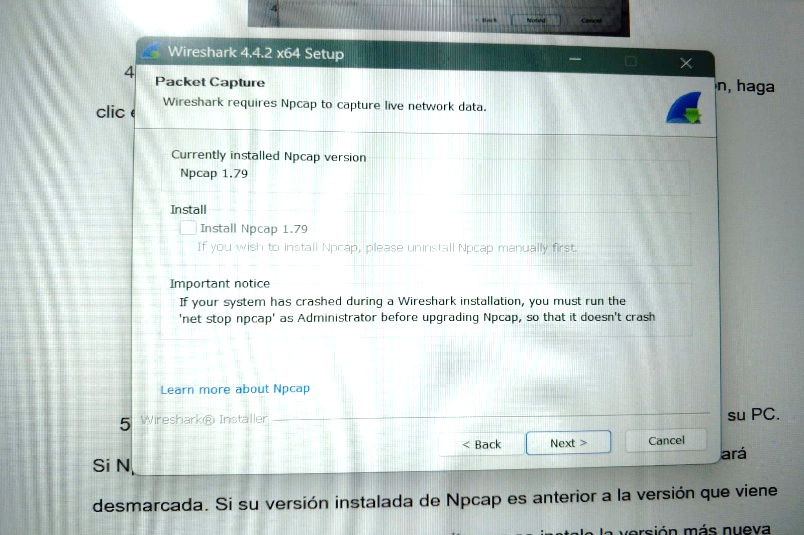 < Back
Cancel
Wireshark 4.4.2 x64 Setup
4
n, haga
Packet Capture
Wireshark requires Npcap to capture live network data.
clic
Currently installed Npcap version
Npcap 1.79
Install
Install Npcap 1.79
If you wish to install Npcap, please uninstall Npcap manually first.
Important notice
If your system has crashed during a Wireshark installation, you must run the
'net stop npcap' as Administrator before upgrading Npcap, so that it doesn't crash
Learn more about Npcap
5
Wireshark® Installer
su PC.
< Back Next > Cancel
Si N
ará
desmarcada. Si su versión instalada de Npcap es anterior a la versión que viene
instale la versión más nueva